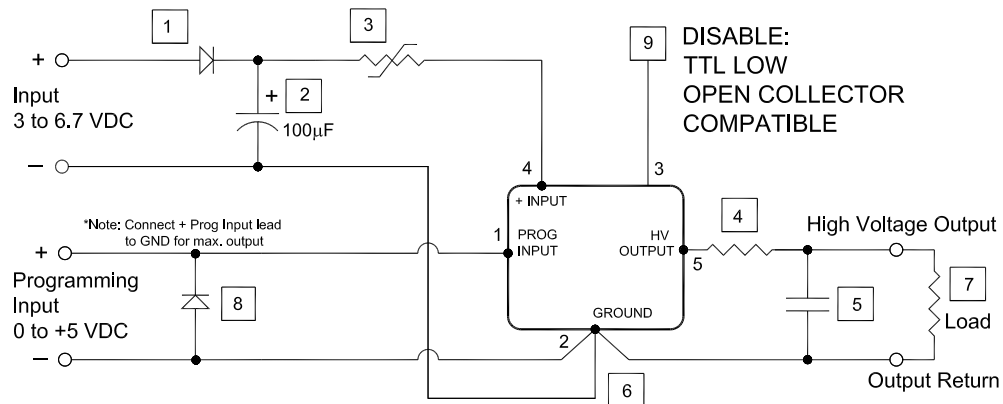 1
3
9
DISABLE:
TTL LOW
OPEN COLLECTOR
COMPATIBLE
+
Input
3 to 6.7 VDC
–
+
2
100µF
4
3
+ INPUT
*Note: Connect + Prog Input lead
to GND for max. output
+
1
PROG
INPUT
HV
OUTPUT
5
4
High Voltage Output
Programming
Input
0 to +5 VDC
8
GROUND
5
7
Load
–
2
6
Output Return